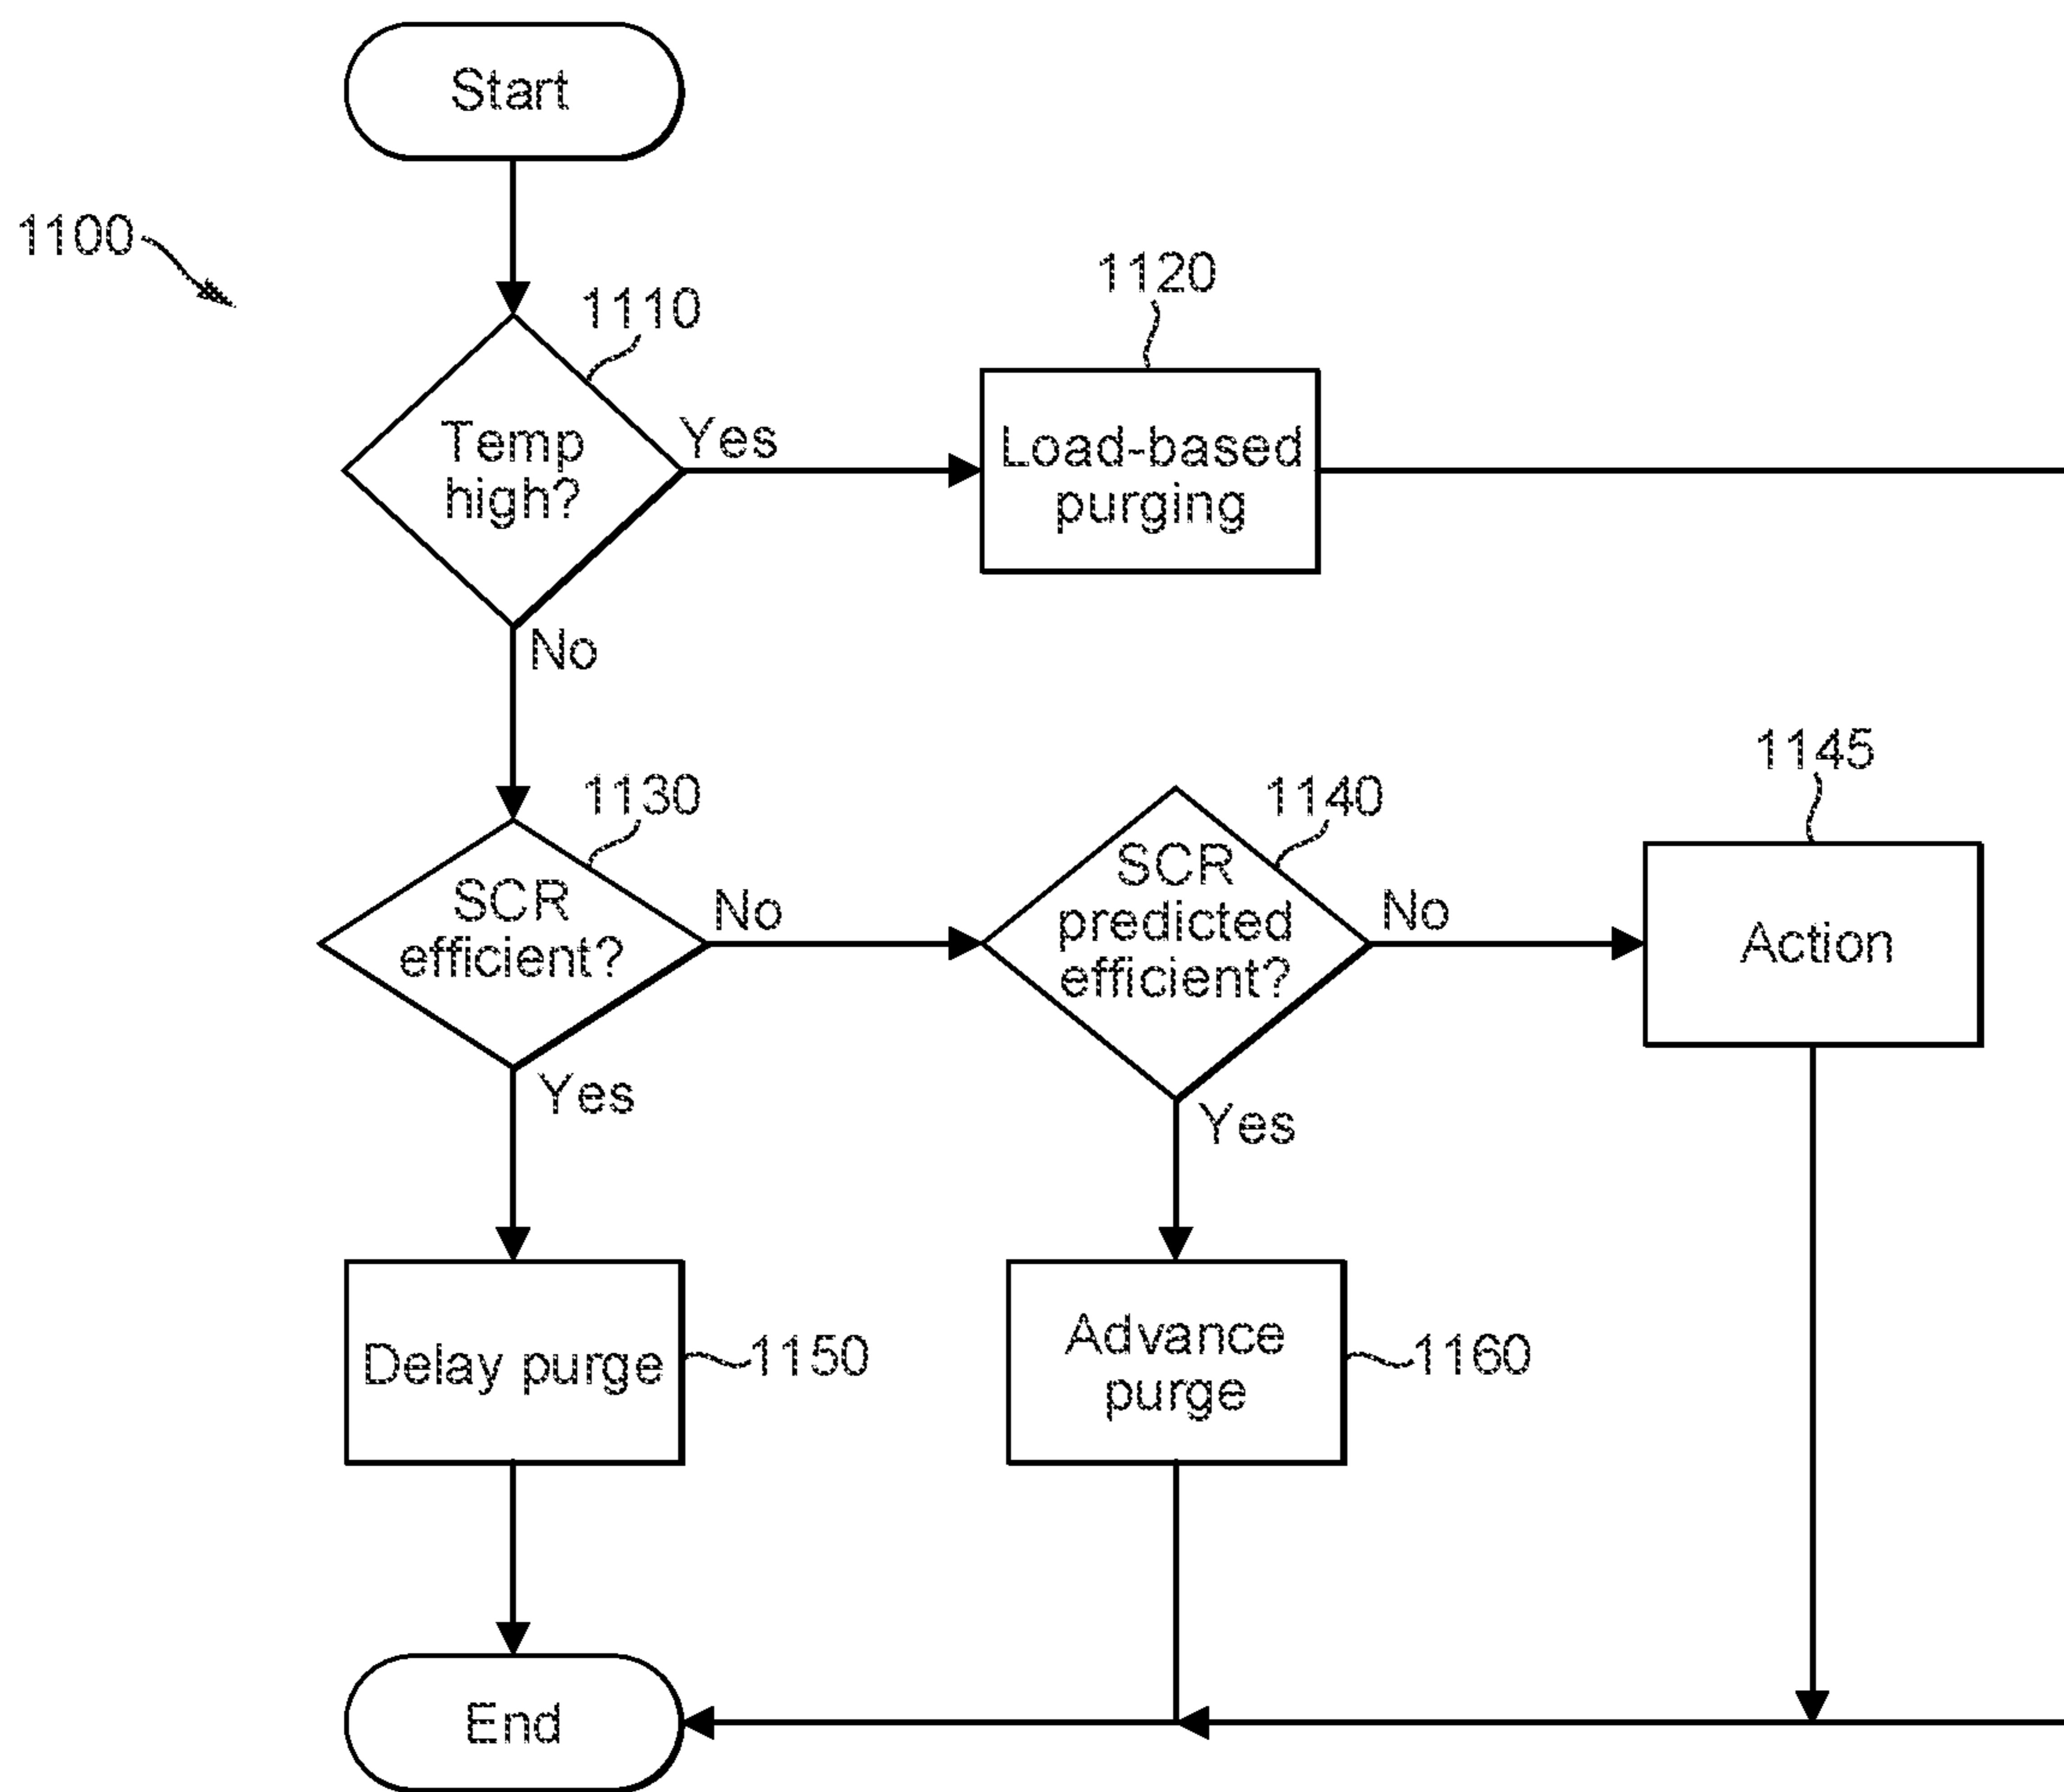 Start
1100
1110
1120
Temp
high?
Yes
Load-based
purging
No
1130
1140
1145
SCR
efficient?
No
SCR
predicted
efficient?
No
Action
Yes
Yes
Delay purge
1150
Advance
purge
1160
End